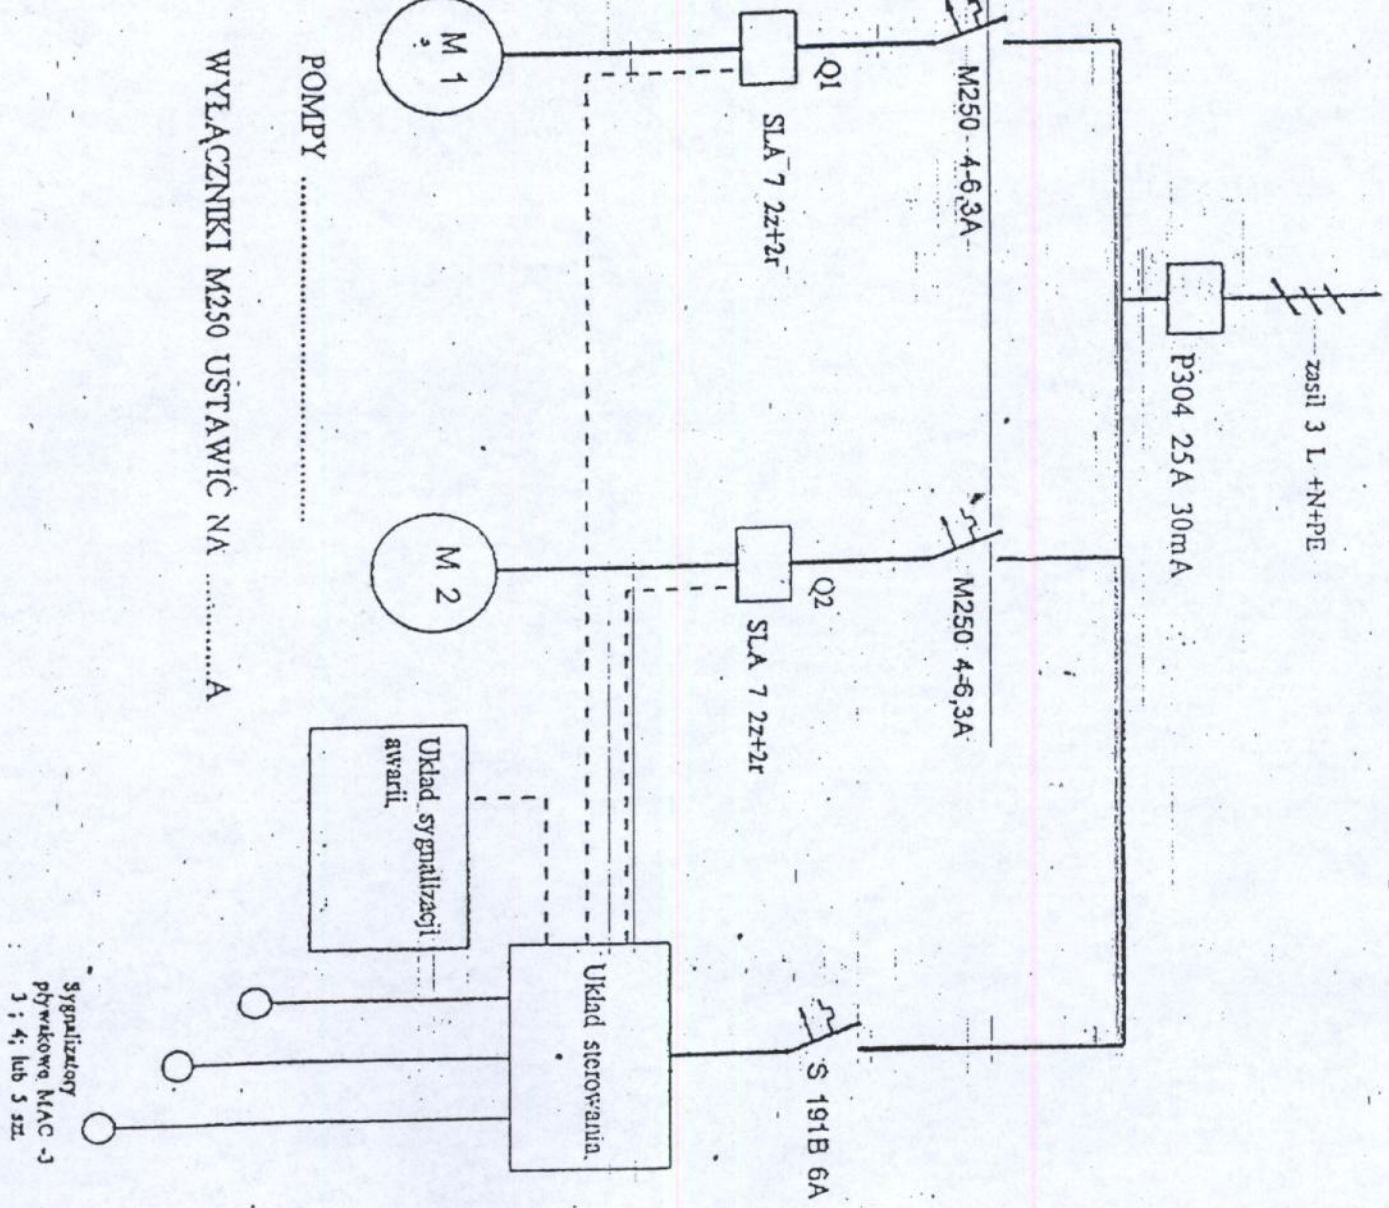 zasil 3 L +N+PE
P304 25A 30mA
M250 4-6,3A
M250 4-6,3A
S 191B 6A
Q1
Q2
SLA 7 2z+2r
SLA 7 2z+2r
M 1
M 2
Układ sterowania
Układ sygnalizacji
awarii
Sygnalizatory
pływakowe MAC -3
3 ; 4; lub 5 szt.
POMPY ..............................
WYŁĄCZNIKI M250 USTAWIĆ NA ............A